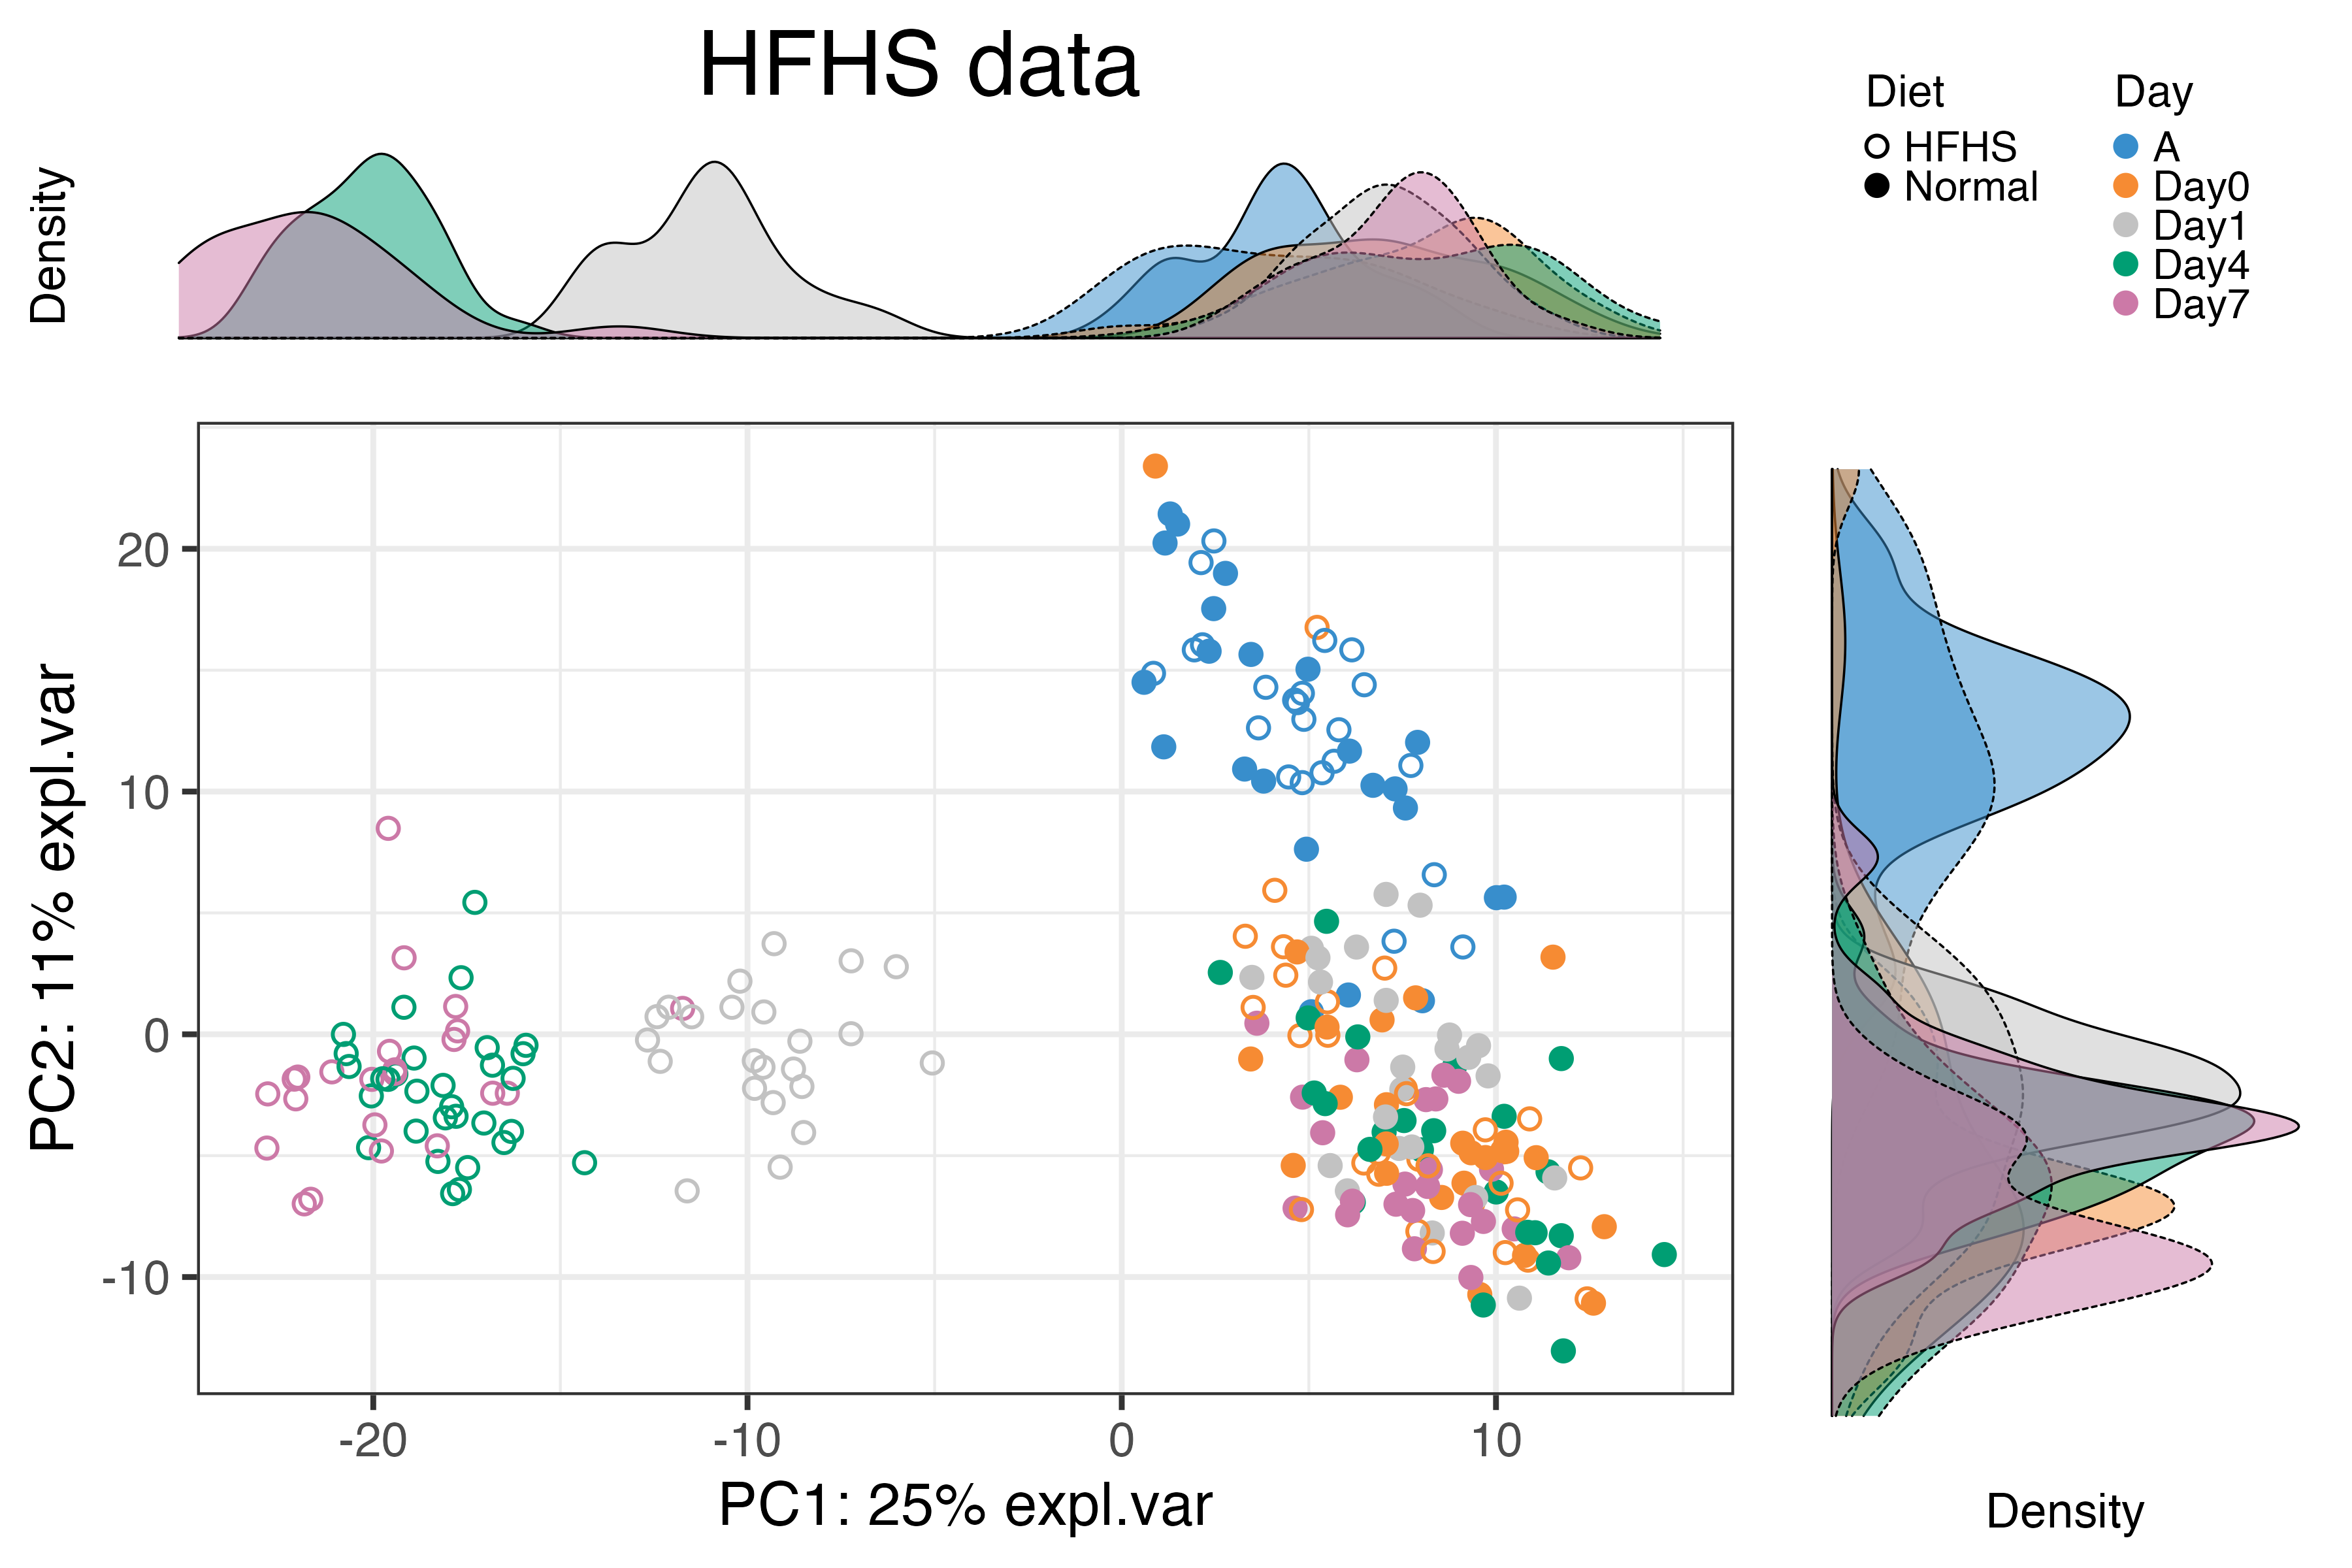 HFHS data
Density
Diet
HFHS
Normal
Day
A
Day0
Day1
Day4
Day7
PC2: 11% expl.var
20
10
0
-10
-20
-10
0
10
PC1: 25% expl.var
Density